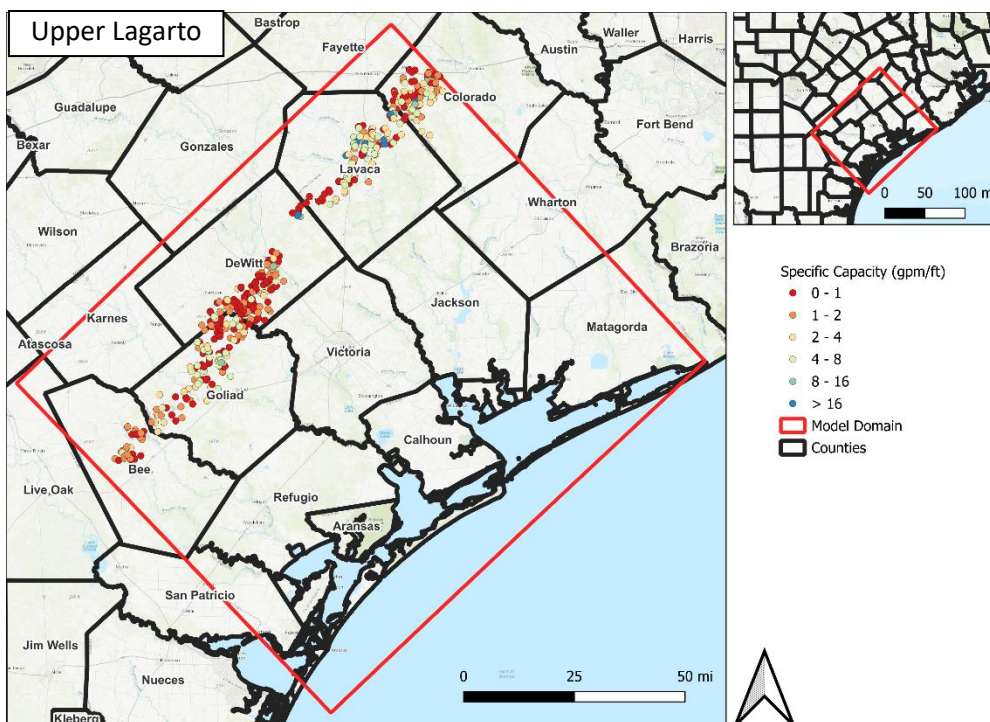 Upper Lagarto
Bastrop
Fayette
Austin
Waller
Harris
Guadalupe
Colorado
Bexar
Gonzales
Fort Bend
Lavaca
Wharton
Wilson
Brazoria
DeWitt
Jackson
Karnes
Matagorda
Atascosa
Victoria
Goliad
Calhoun
Bee
Live Oak
Refugio
Aransas
San Patricio
Jim Wells
Nueces
Kleberg
0 25 50 mi
0 50 100 mi
Specific Capacity (gpm/ft)
0 - 1
1 - 2
2 - 4
4 - 8
8 - 16
> 16
Model Domain
Counties